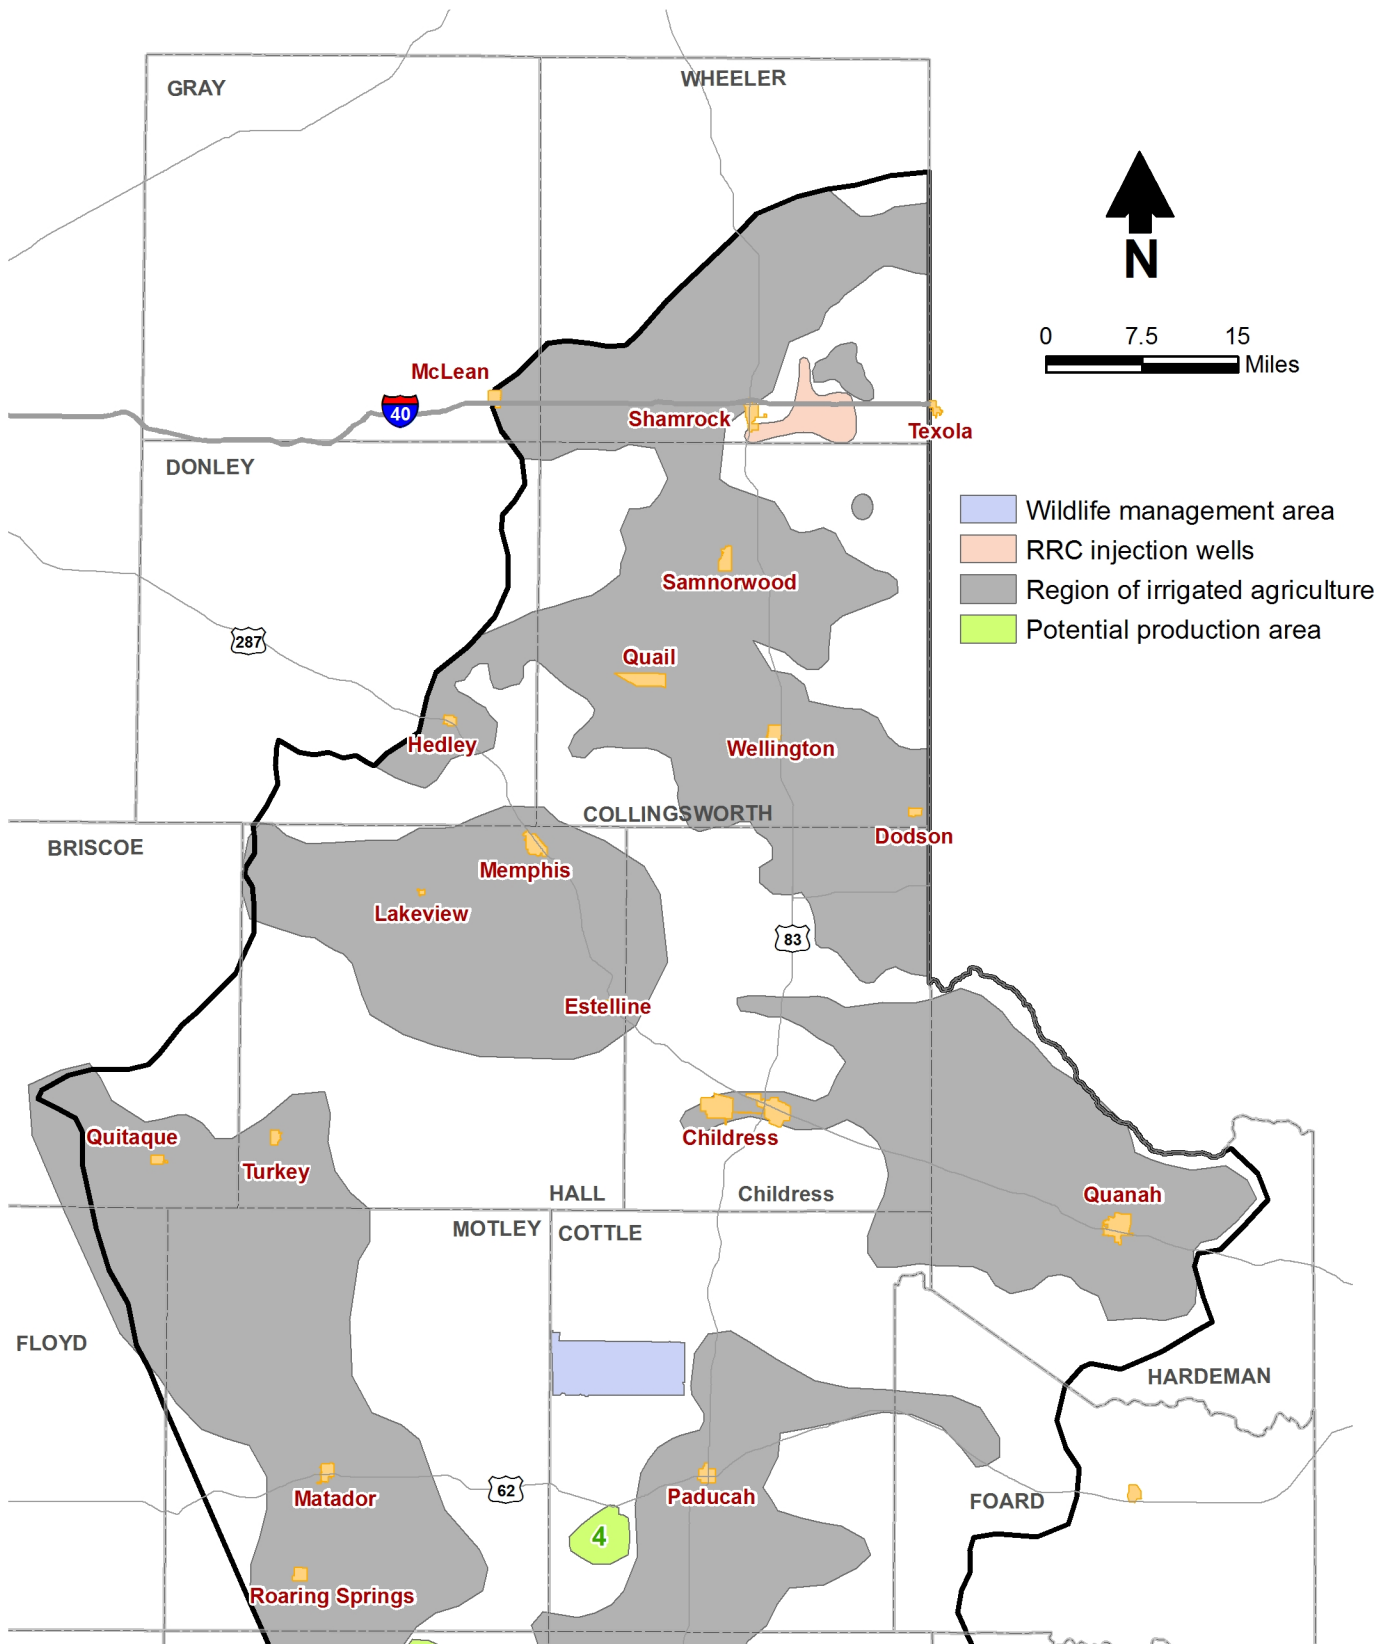 GRAY
WHEELER
N
0 7.5 15
Miles
McLean
40
Shamrock
Texola
DONLEY
Wildlife management area
RRC injection wells
Region of irrigated agriculture
Potential production area
Samnorwood
287
Quail
Hedley
Wellington
COLLINGSWORTH
Dodson
BRISCOE
Memphis
Lakeview
83
Estelline
Quitaque
Childress
Turkey
HALL
Childress
Quanah
MOTLEY
COTTLE
FLOYD
HARDEMAN
62
Matador
Paducah
FOARD
4
Roaring Springs